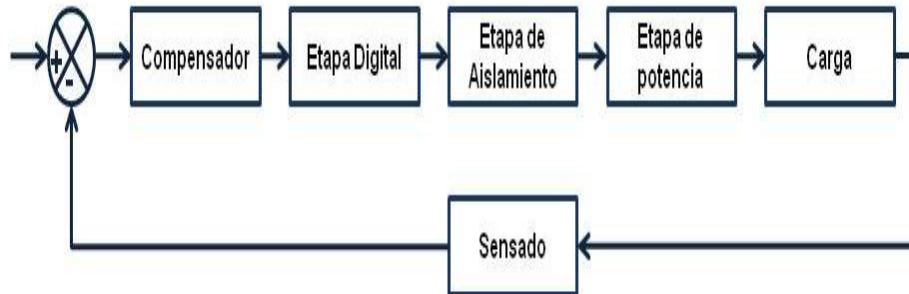 +
-
Compensador
Etapa Digital
Etapa de
Aislamiento
Etapa de
potencia
Carga
Sensado